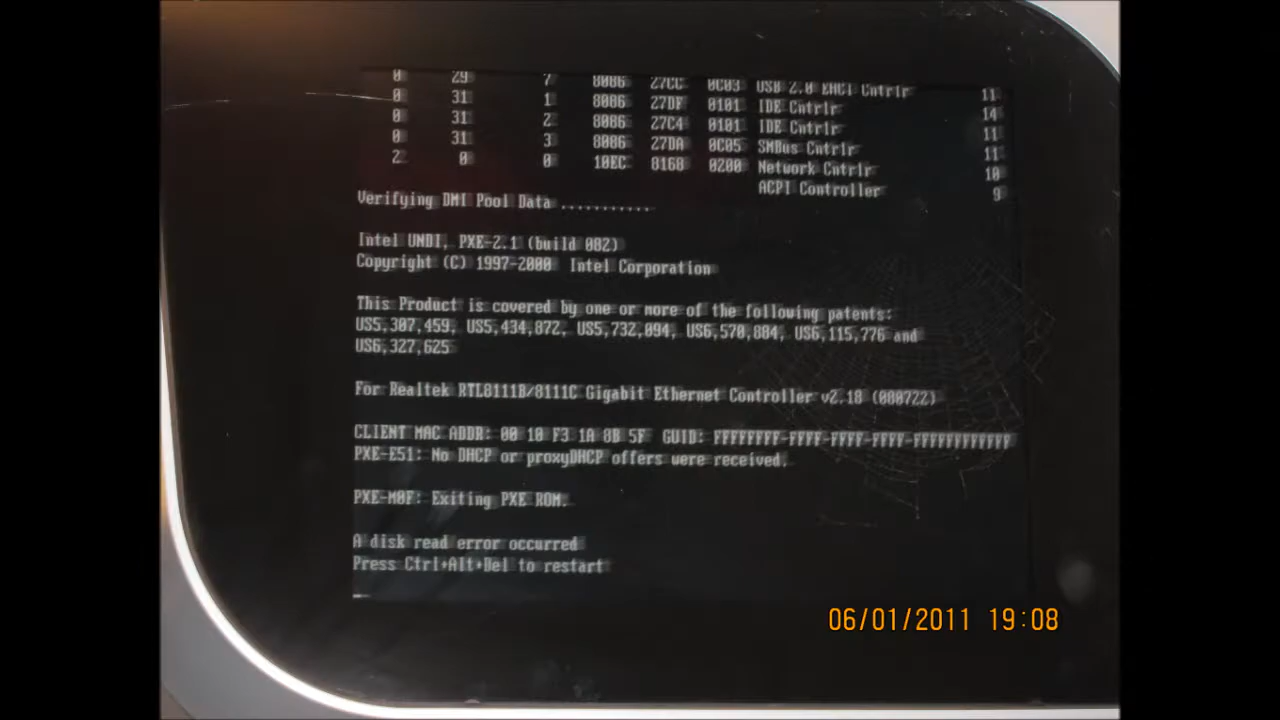 0 29 7 8086 27CC 0C03 USB 2.0 EHCI Cntrlr 11
0 31 1 8086 27DF 0101 IDE Cntrlr 14
0 31 2 8086 27C4 0101 IDE Cntrlr 11
0 31 3 8086 27DA 0C05 SMBus Cntrlr 11
2 0 0 10EC 8168 0200 Network Cntrlr 10
ACPI Controller 9
Verifying DMI Pool Data ...........
Intel UNDI, PXE-2.1 (build 082)
Copyright (C) 1997-2000 Intel Corporation
This Product is covered by one or more of the following patents:
US5,307,459, US5,434,872, US5,732,094, US6,570,884, US6,115,776 and
US6,327,625
For Realtek RTL8111B/8111C Gigabit Ethernet Controller v2.18 (080722)
CLIENT MAC ADDR: 00 10 F3 1A 8B 5F GUID: FFFFFFFF-FFFF-FFFF-FFFF-FFFFFFFFFFFF
PXE-E51: No DHCP or proxyDHCP offers were received.
PXE-M0F: Exiting PXE ROM.
A disk read error occurred
Press Ctrl+Alt+Del to restart
06/01/2011 19:08